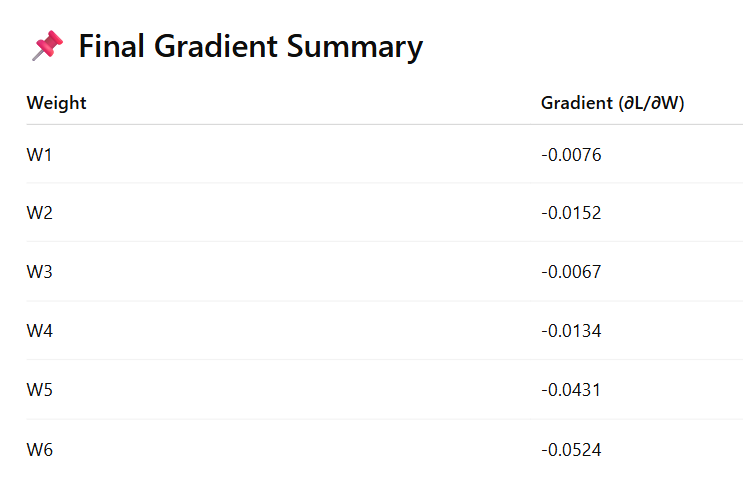 📌 Final Gradient Summary
Weight Gradient (∂L/∂W)
W1 -0.0076
W2 -0.0152
W3 -0.0067
W4 -0.0134
W5 -0.0431
W6 -0.0524